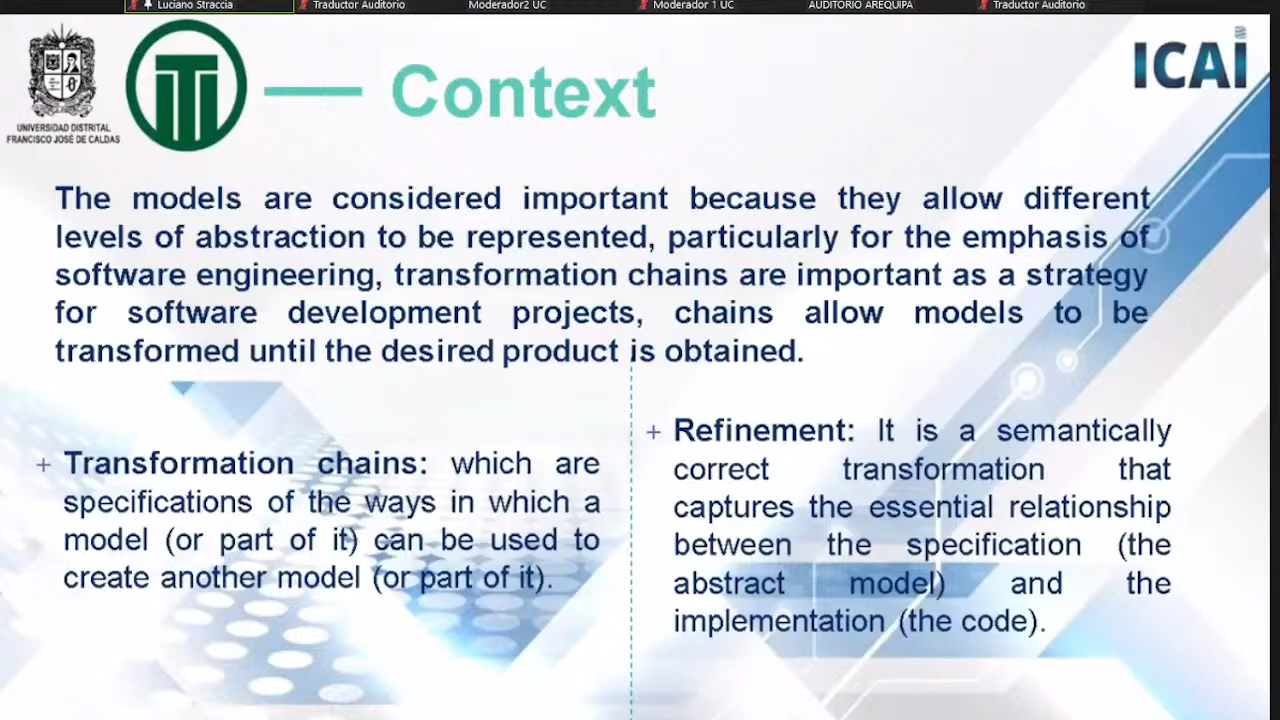 Luciano Straccia
Traductor Auditorio
Moderador2 UC
Moderador 1 UC
AUDITORIO AREQUIPA
Traductor Auditorio
UNIVERSIDAD DISTRITAL
FRANCISCO JOSÉ DE CALDAS
Context
ICAI
The models are considered important because they allow different
levels of abstraction to be represented, particularly for the emphasis of
software engineering, transformation chains are important as a strategy
for software development projects, chains allow models to be
transformed until the desired product is obtained.
+ Transformation chains: which are
specifications of the ways in which a
model (or part of it) can be used to
create another model (or part of it).
+ Refinement: It is a semantically
correct transformation that
captures the essential relationship
between the specification (the
abstract model) and the
implementation (the code).